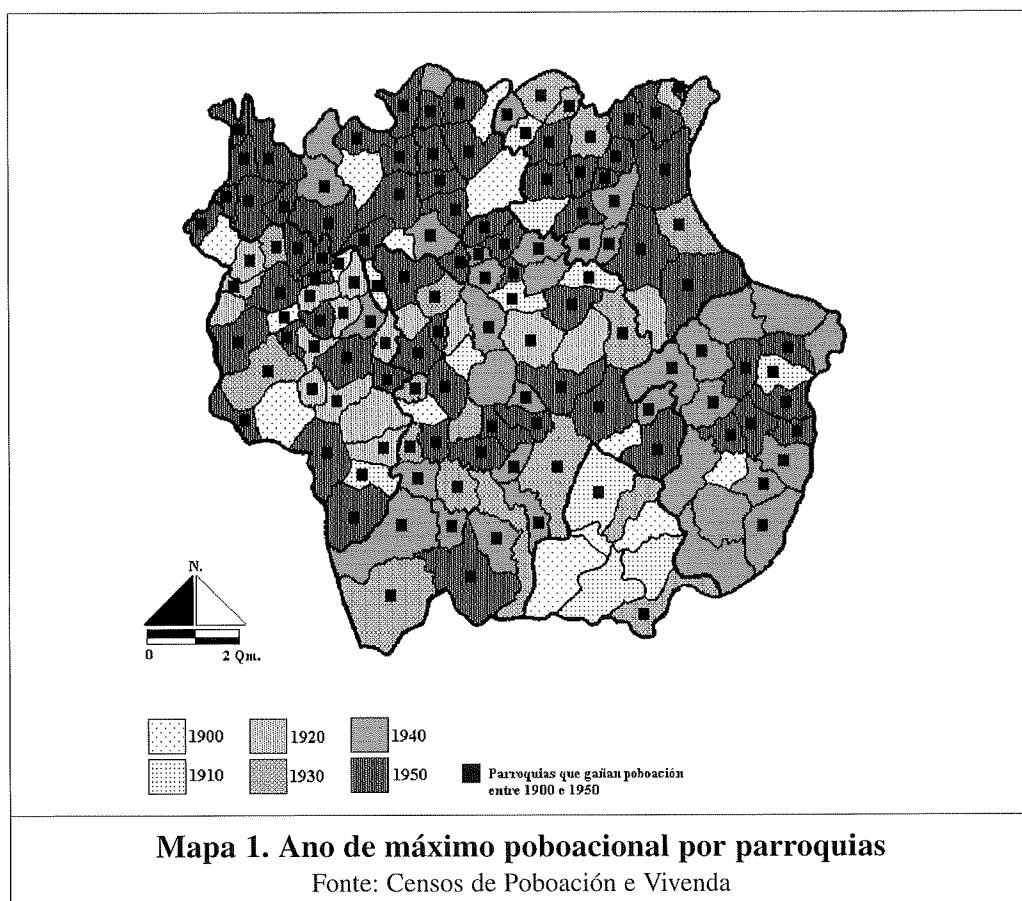 N.
0 2 Qm.
1900 1920 1940
1910 1930 1950
Parroquias que gañan poboación
entre 1900 e 1950
Mapa 1. Ano de máximo poboacional por parroquias
Fonte: Censos de Poboación e Vivenda